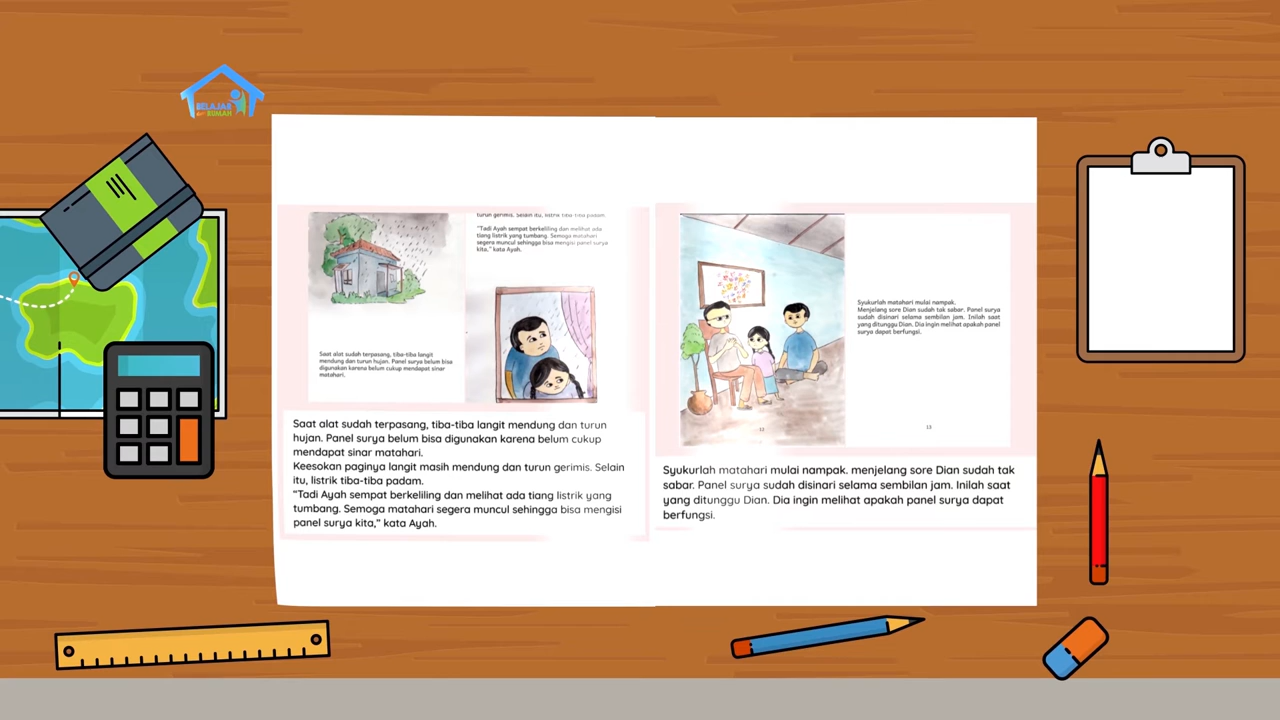 BELAJAR
RUMAH
turun gerimis. Selain itu, listrik tiba-tiba padam.
"Tadi Ayah sempat berkeliling dan melihat ada
tiang listrik yang tumbang. Semoga matahari
segera muncul sehingga bisa mengisi panel surya
kita," kata Ayah.
Saat alat sudah terpasang, tiba-tiba langit
mendung dan turun hujan. Panel surya belum bisa
digunakan karena belum cukup mendapat sinar
matahari.
Saat alat sudah terpasang, tiba-tiba langit mendung dan turun
hujan. Panel surya belum bisa digunakan karena belum cukup
mendapat sinar matahari.
Keesokan paginya langit masih mendung dan turun gerimis. Selain
itu, listrik tiba-tiba padam.
"Tadi Ayah sempat berkeliling dan melihat ada tiang listrik yang
tumbang. Semoga matahari segera muncul sehingga bisa mengisi
panel surya kita," kata Ayah.
Syukurlah matahari mulai nampak.
Menjelang sore Dian sudah tak sabar. Panel surya
sudah disinari selama sembilan jam. Inilah saat
yang ditunggu Dian. Dia ingin melihat apakah panel
surya dapat berfungsi.
12
13
Syukurlah matahari mulai nampak. menjelang sore Dian sudah tak
sabar. Panel surya sudah disinari selama sembilan jam. Inilah saat
yang ditunggu Dian. Dia ingin melihat apakah panel surya dapat
berfungsi.